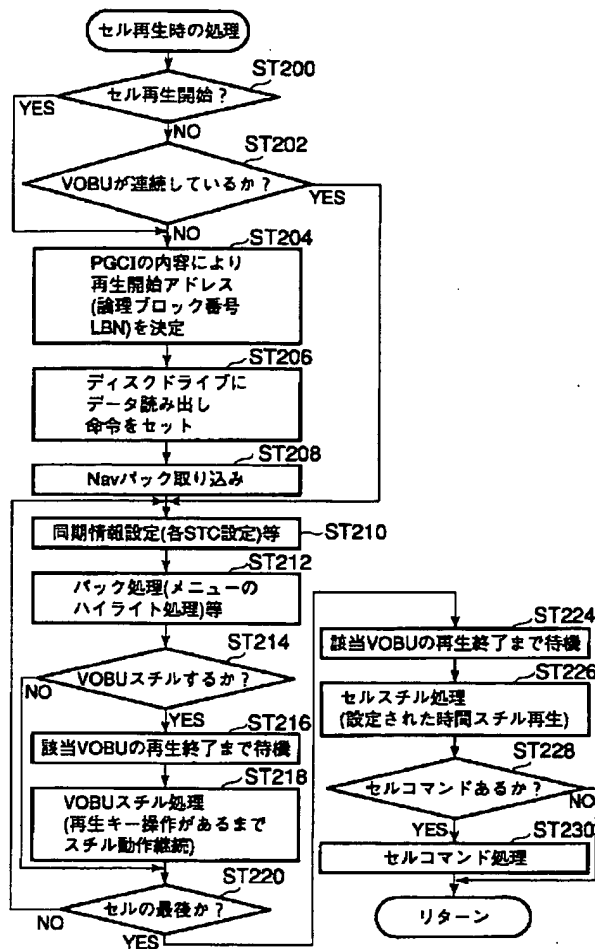 セル再生時の処理
ST200
セル再生開始？
YES
NO
ST202
VOBUが連続しているか？
YES
NO
ST204
PGCIの内容により
再生開始アドレス
(論理ブロック番号
LBN)を決定
ST206
ディスクドライブに
データ読み出し
命令をセット
ST208
Navパック取り込み
同期情報設定(各STC設定)等
ST210
ST212
パック処理(メニューの
ハイライト処理)等
ST214
VOBUスチルするか？
NO
YES
ST216
該当VOBUの再生終了まで待機
ST218
VOBUスチル処理
(再生キー操作があるまで
スチル動作継続)
ST220
セルの最後か？
NO
YES
ST224
該当VOBUの再生終了まで待機
ST226
セルスチル処理
(設定された時間スチル再生)
ST228
セルコマンドあるか？
NO
YES
ST230
セルコマンド処理
リターン